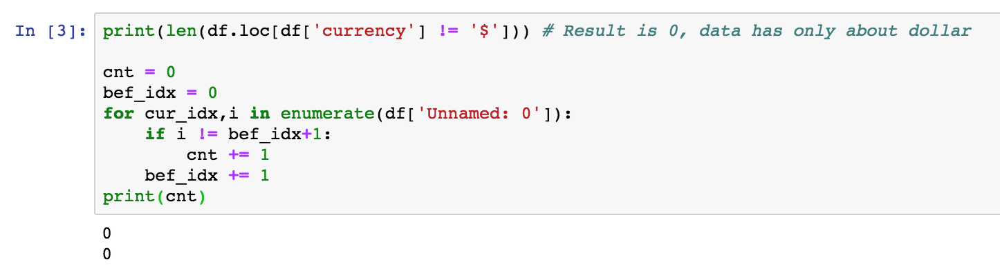 In [3]: print(len(df.loc[df['currency'] != '$'])) # Result is 0, data has only about dollar
cnt = 0
bef_idx = 0
for cur_idx,i in enumerate(df['Unnamed: 0']):
    if i != bef_idx+1:
        cnt += 1
    bef_idx += 1
print(cnt)
0
0